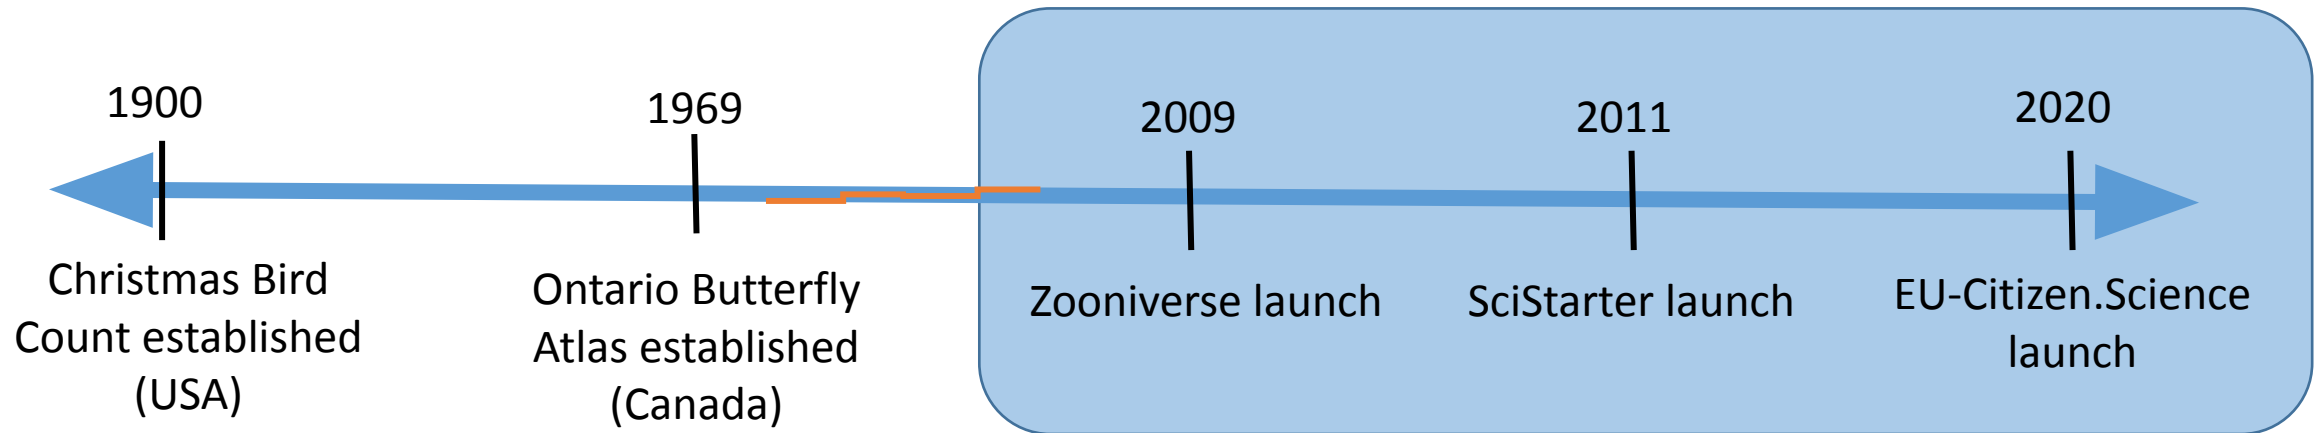 1900
Christmas Bird
Count established
(USA)
1969
Ontario Butterfly
Atlas established
(Canada)
2009
Zooniverse launch
2011
SciStarter launch
2020
EU-Citizen.Science
launch